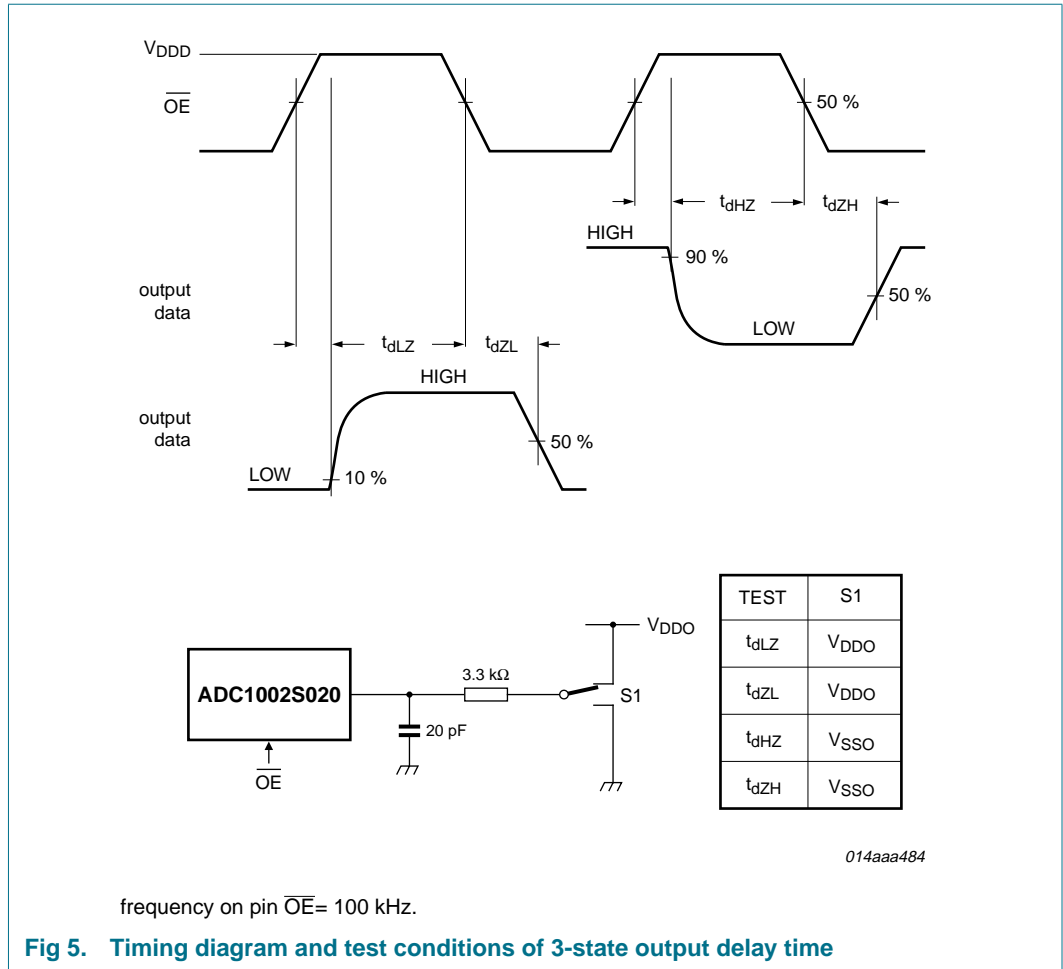 VDDD
OE
50 %
tdHZ tdZH
HIGH
90 %
output
data
50 %
LOW
tdLZ tdZL
HIGH
output
data
50 %
LOW
10 %
VDDO
TEST S1
tdLZ VDDO
tdZL VDDO
tdHZ VSSO
tdZH VSSO
3.3 kΩ
ADC1002S020
S1
20 pF
OE
014aaa484
frequency on pin OE= 100 kHz.
Fig 5. Timing diagram and test conditions of 3-state output delay time